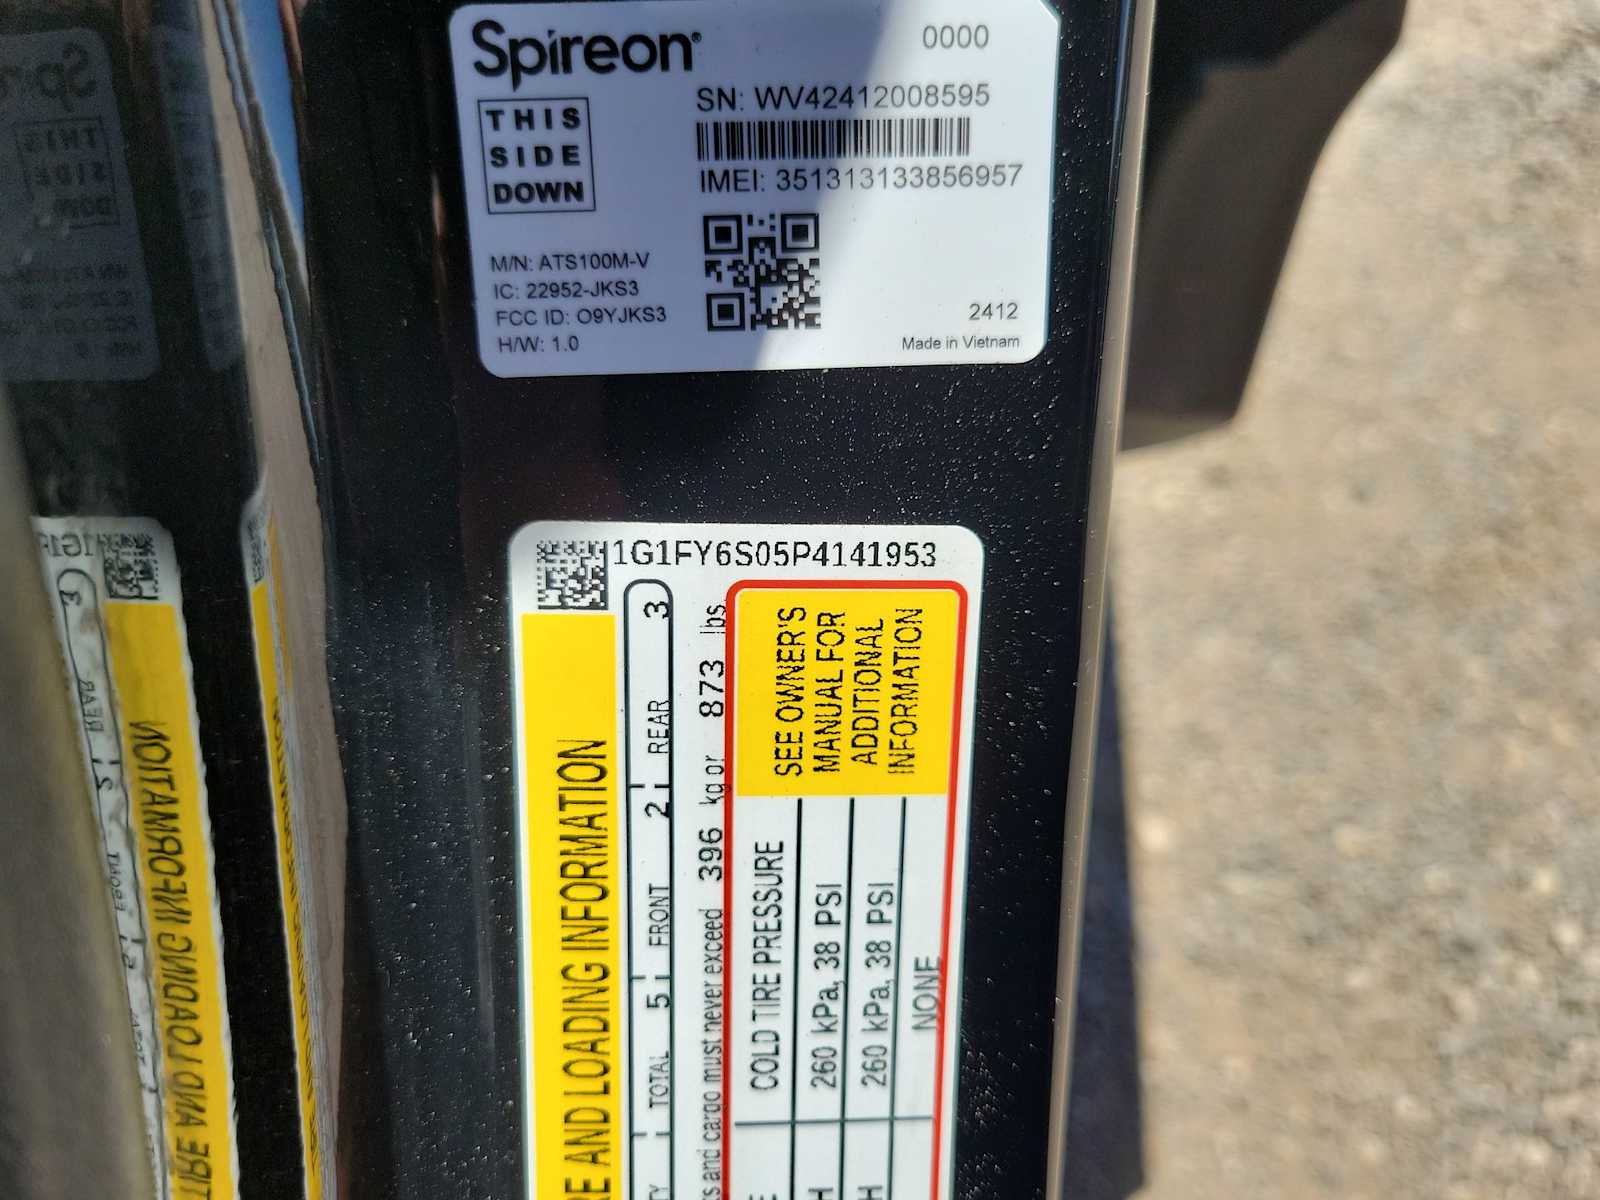 Spireon®
0000
THIS
SIDE
DOWN
SN: WV42412008595
IMEI: 351313133856957
M/N: ATS100M-V
IC: 22952-JKS3
FCC ID: O9YJKS3
H/W: 1.0
2412
Made in Vietnam
1G1FY6S05P4141953
AND LOADING INFORMATION
TOTAL 5 FRONT 2 REAR 3
and cargo must never exceed 396 kg or 873 lbs.
COLD TIRE PRESSURE
260 kPa, 38 PSI
260 kPa, 38 PSI
NONE
SEE OWNER'S
MANUAL FOR
ADDITIONAL
INFORMATION